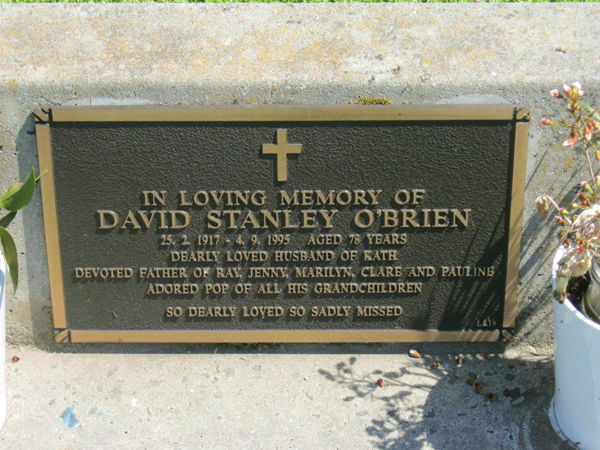 IN LOVING MEMORY OF
DAVID STANLEY O'BRIEN
25. 2. 1917 - 4. 9. 1995 AGED 78 YEARS
DEARLY LOVED HUSBAND OF KATH
DEVOTED FATHER OF RAY, JENNY, MARILYN, CLARE AND PAULINE
ADORED POP OF ALL HIS GRANDCHILDREN
SO DEARLY LOVED SO SADLY MISSED